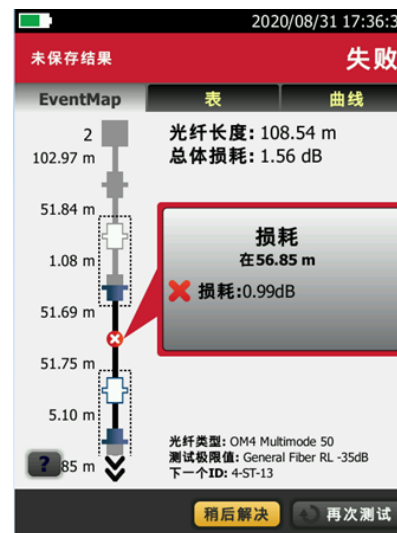 2020/08/31 17:36:3
未保存结果
失败
EventMap
表
曲线
2
102.97 m
光纤长度: 108.54 m
总体损耗: 1.56 dB
51.84 m
1.08 m
51.69 m
51.75 m
5.10 m
85 m
损耗
在56.85 m
损耗:0.99dB
光纤类型: OM4 Multimode 50
测试极限值: General Fiber RL -35dB
下一个ID: 4-ST-13
?
稍后解决
再次测试